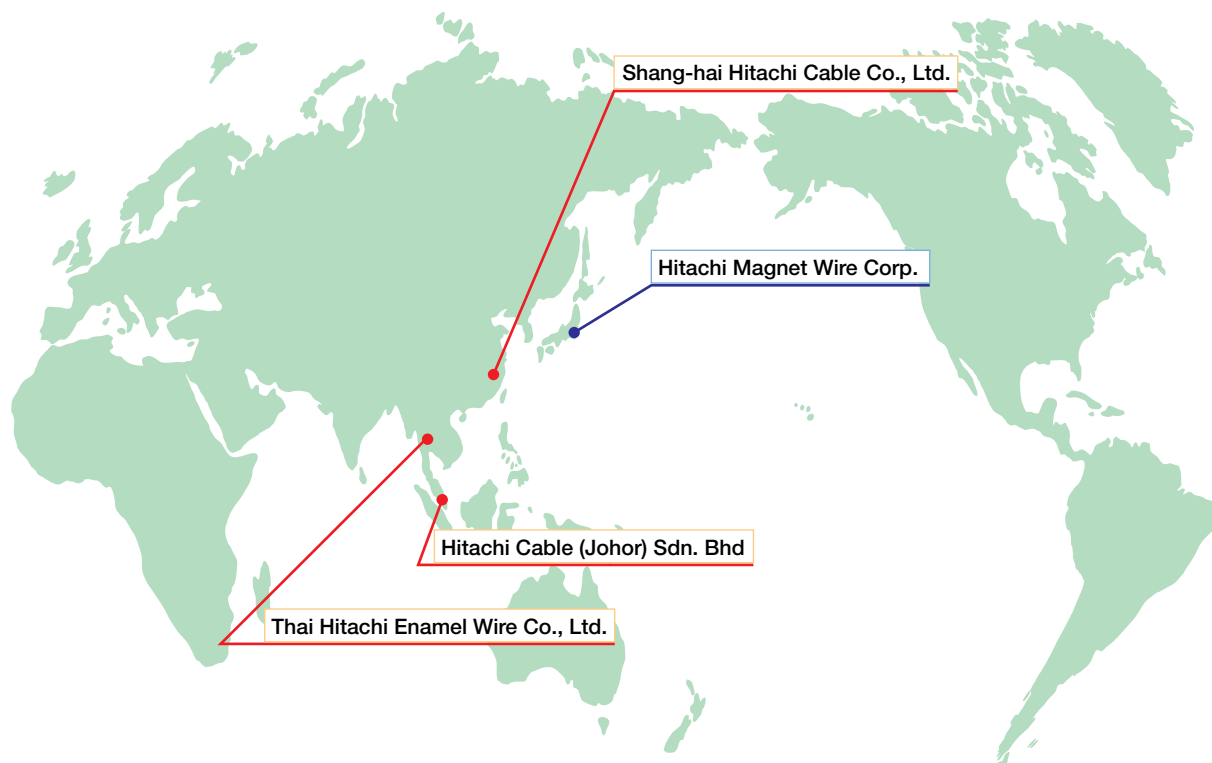 Shang-hai Hitachi Cable Co., Ltd.
Hitachi Magnet Wire Corp.
Hitachi Cable (Johor) Sdn. Bhd
Thai Hitachi Enamel Wire Co., Ltd.